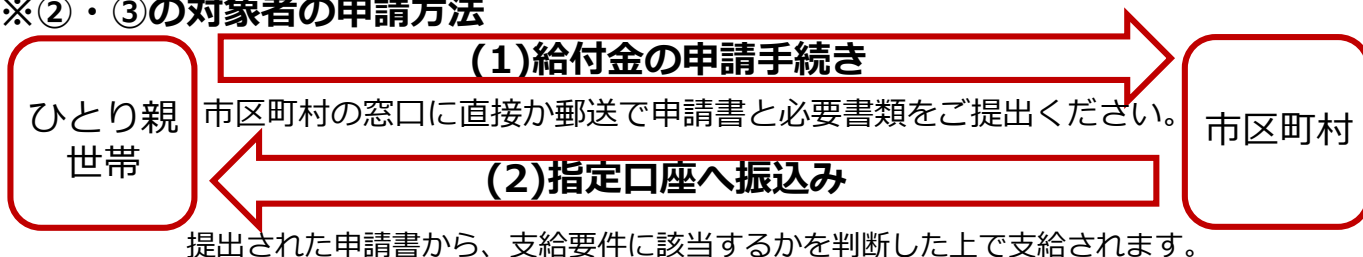 ※②・③の対象者の申請方法
(1)給付金の申請手続き
ひとり親
世帯
市区町村の窓口に直接か郵送で申請書と必要書類をご提出ください。
市区町村
(2)指定口座へ振込み
提出された申請書から、支給要件に該当するかを判断した上で支給されます。